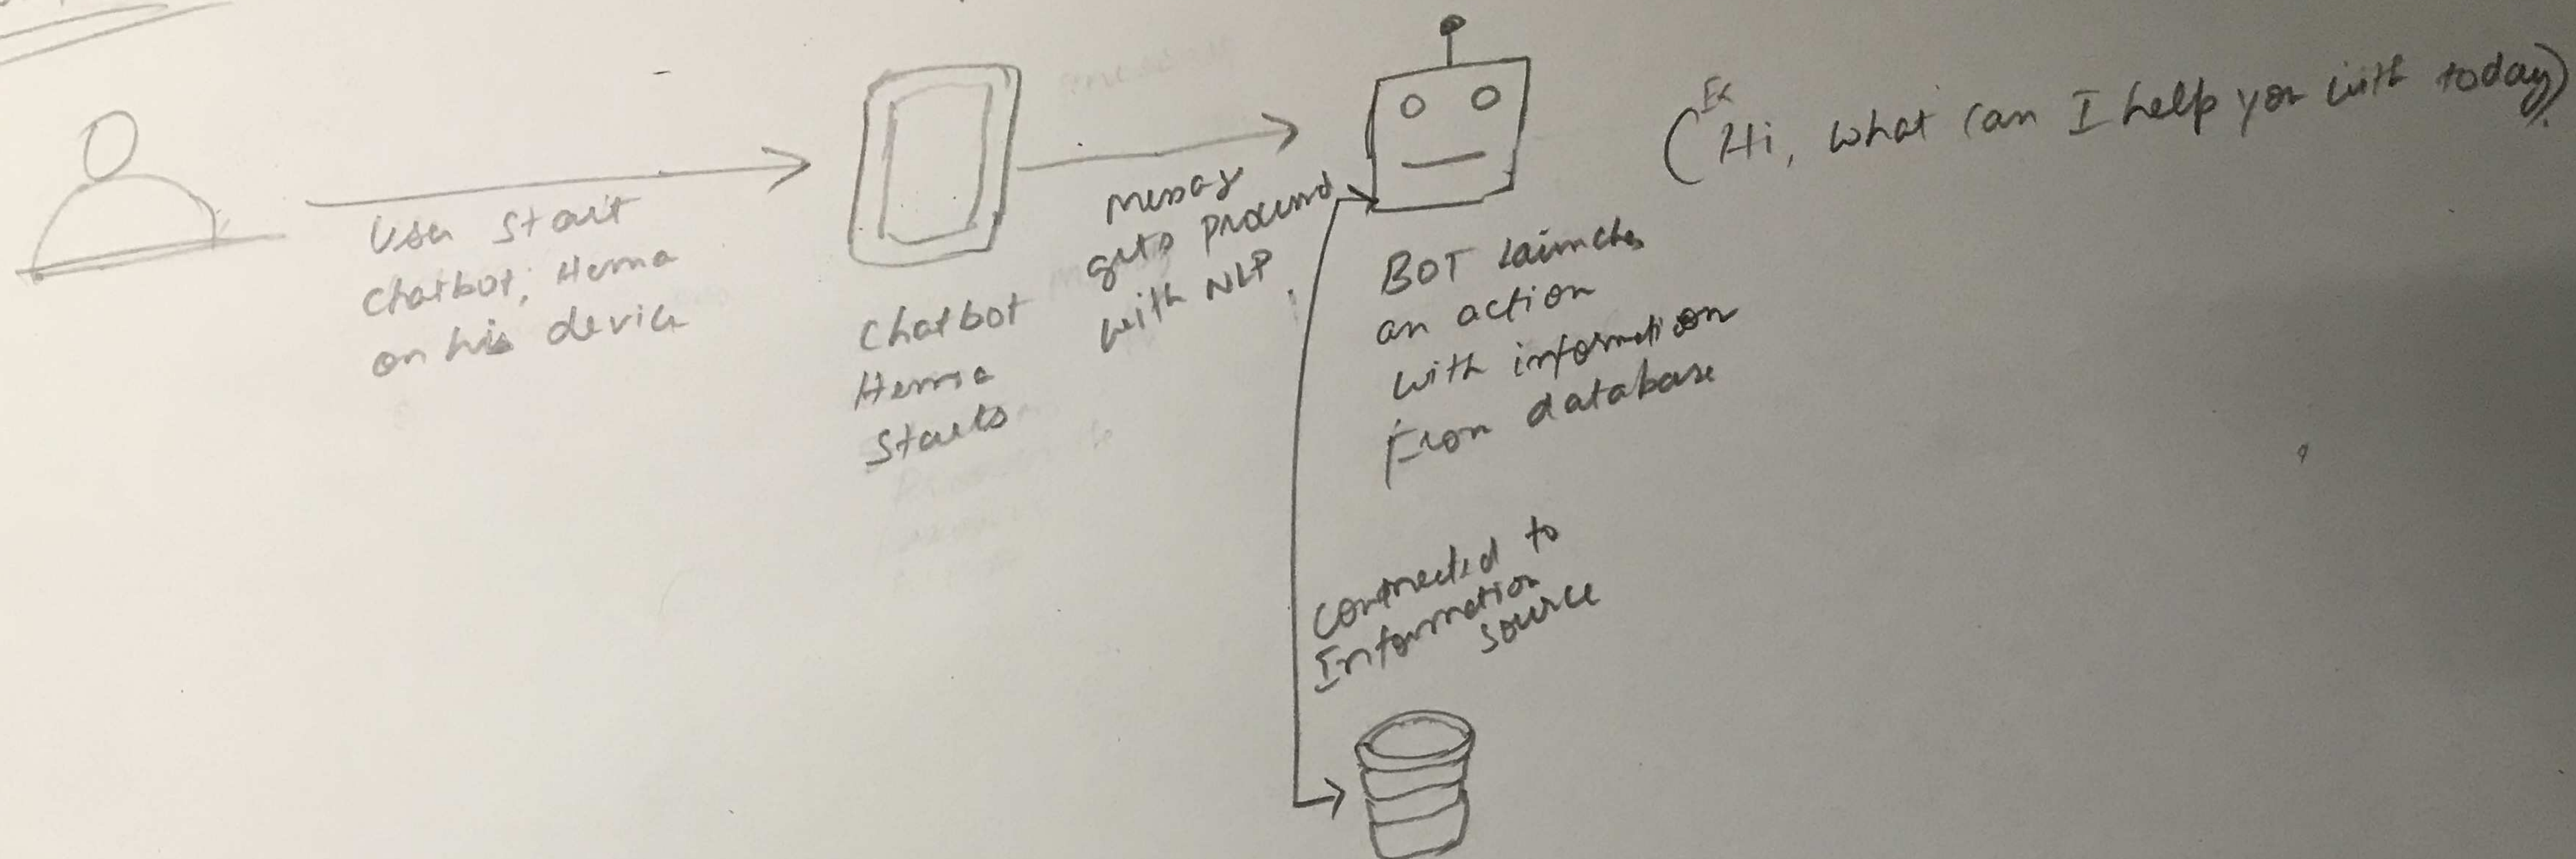 User Start
Chatbot, Hema
on his device
Chatbot
Hema
Starts
Message
gets processed
with NLP.
Ex
(Hi, what can I help you with today).
BOT Launches
an action
with information
From database
connected to
Information
source